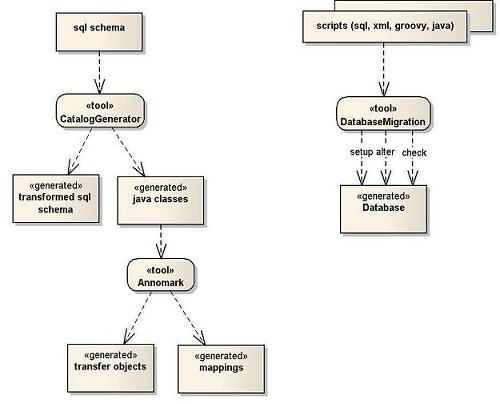 sql schema
scripts (sql, xml, groovy, java)
«tool»
CatalogGenerator
«tool»
DatabaseMigration
setup alter check
«generated»
transformed sql
schema
«generated»
java classes
«generated»
Database
«tool»
Annomark
«generated»
transfer objects
«generated»
mappings